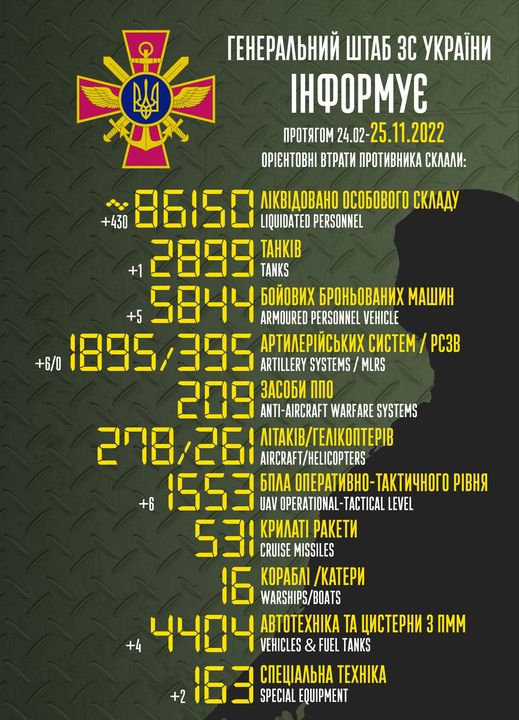 ГЕНЕРАЛЬНИЙ ШТАБ ЗС УКРАЇНИ
ІНФОРМУЄ
ПРОТЯГОМ 24.02-25.11.2022
ОРІЄНТОВНІ ВТРАТИ ПРОТИВНИКА СКЛАЛИ:
+430 ~86150 ЛІКВІДОВАНО ОСОБОВОГО СКЛАДУ
LIQUIDATED PERSONNEL
+1 2899 ТАНКІВ
TANKS
+5 5844 БОЙОВИХ БРОНЬОВАНИХ МАШИН
ARMOURED PERSONNEL VEHICLE
+6/0 1895/395 АРТИЛЕРІЙСЬКИХ СИСТЕМ / РСЗВ
ARTILLERY SYSTEMS / MLRS
209 ЗАСОБИ ППО
ANTI-AIRCRAFT WARFARE SYSTEMS
278/261 ЛІТАКІВ/ГЕЛІКОПТЕРІВ
AIRCRAFT/HELICOPTERS
+6 1553 БПЛА ОПЕРАТИВНО-ТАКТИЧНОГО РІВНЯ
UAV OPERATIONAL-TACTICAL LEVEL
531 КРИЛАТІ РАКЕТИ
CRUISE MISSILES
16 КОРАБЛІ /КАТЕРИ
WARSHIPS/BOATS
+4 4404 АВТОТЕХНІКА ТА ЦИСТЕРНИ З ПММ
VEHICLES & FUEL TANKS
+2 163 СПЕЦІАЛЬНА ТЕХНІКА
SPECIAL EQUIPMENT